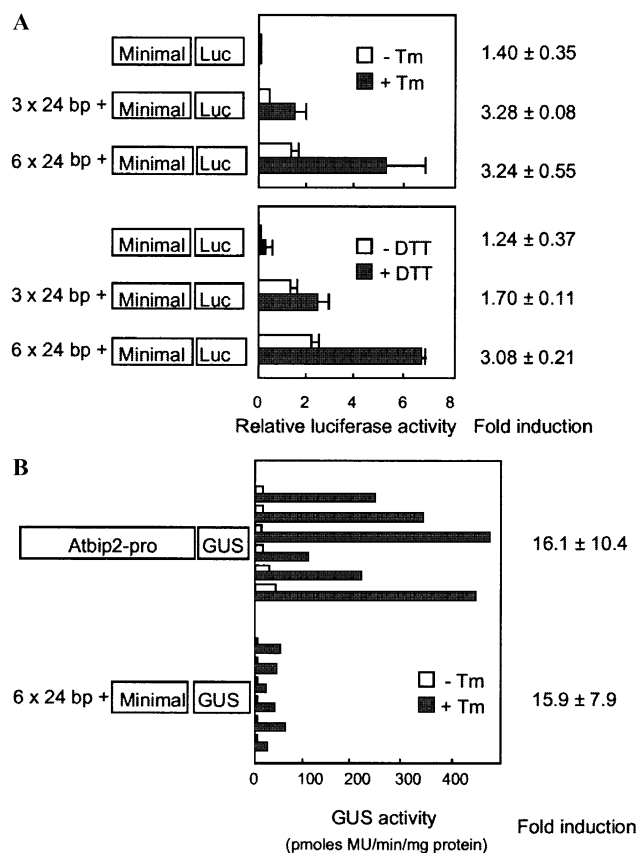 A
Minimal Luc
- Tm
+ Tm
1.40 ± 0.35
3 x 24 bp + Minimal Luc
3.28 ± 0.08
6 x 24 bp + Minimal Luc
3.24 ± 0.55
Minimal Luc
- DTT
+ DTT
1.24 ± 0.37
3 x 24 bp + Minimal Luc
1.70 ± 0.11
6 x 24 bp + Minimal Luc
3.08 ± 0.21
0 2 4 6 8
Relative luciferase activity Fold induction
B
Atbip2-pro GUS
16.1 ± 10.4
6 x 24 bp + Minimal GUS
- Tm
+ Tm
15.9 ± 7.9
0 100 200 300 400
GUS activity
(pmoles MU/min/mg protein)
Fold induction